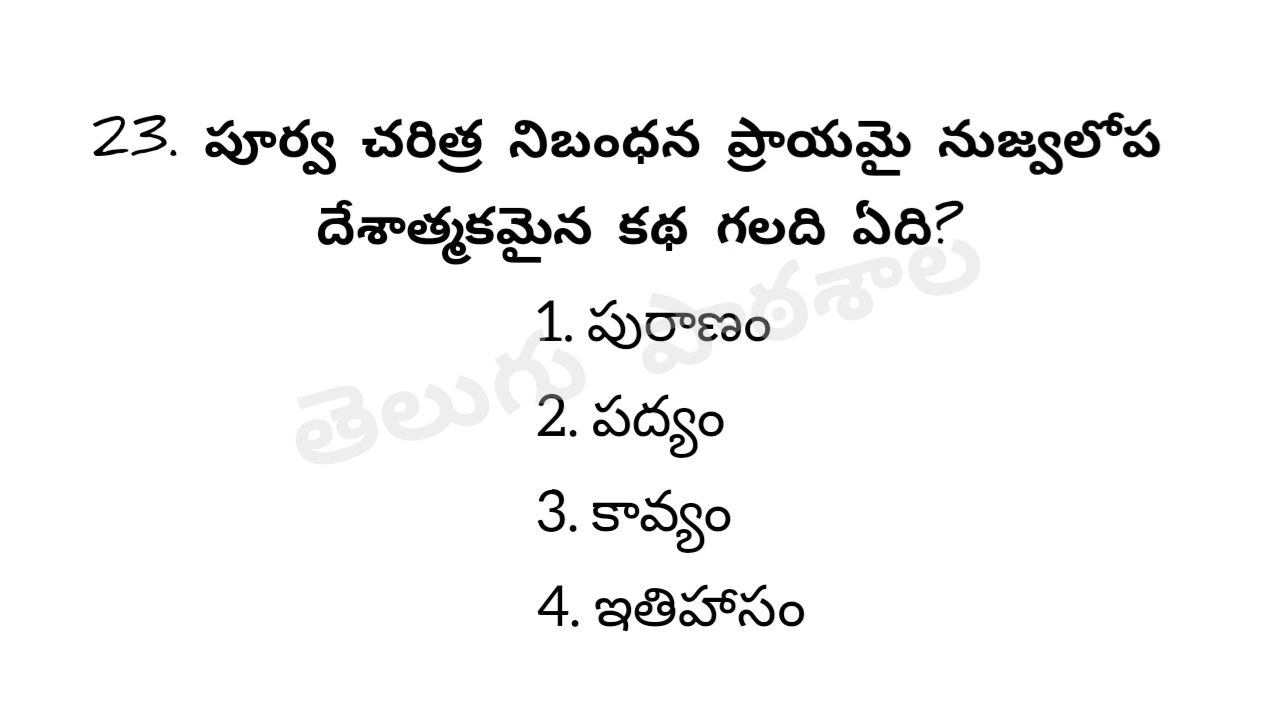 23. పూర్వ చరిత్ర నిబంధన ప్రాయమై నుజ్వలోప
దేశాత్మకమైన కథ గలది ఏది?
తెలుగు పాఠశాల
1. పురాణం
2. పద్యం
3. కావ్యం
4. ఇతిహాసం